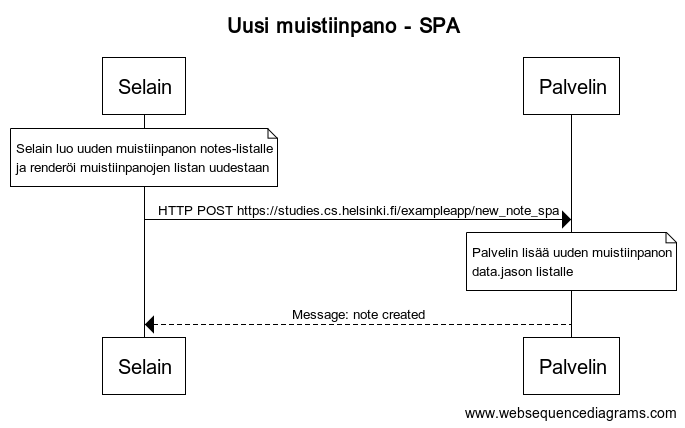 Uusi muistiinpano - SPA
Selain
Palvelin
Selain luo uuden muistiinpanon notes-listalle
ja renderöi muistiinpanojen listan uudestaan
HTTP POST https://studies.cs.helsinki.fi/exampleapp/new_note_spa
Palvelin lisää uuden muistiinpanon
data.jason listalle
Message: note created
Selain
Palvelin
www.websequencediagrams.com